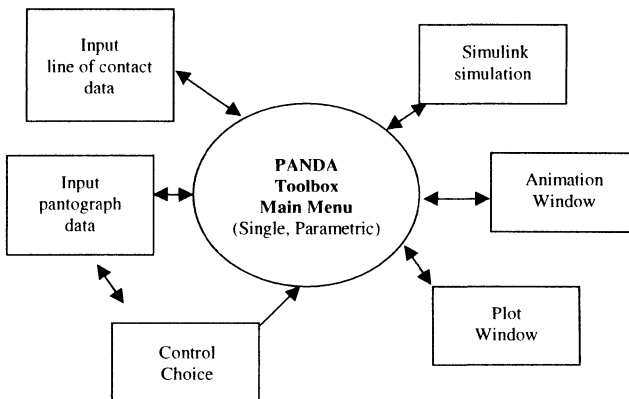 Input
line of contact
data
Simulink
simulation
PANDA
Toolbox
Main Menu
(Single, Parametric)
Input
pantograph
data
Animation
Window
Control
Choice
Plot
Window